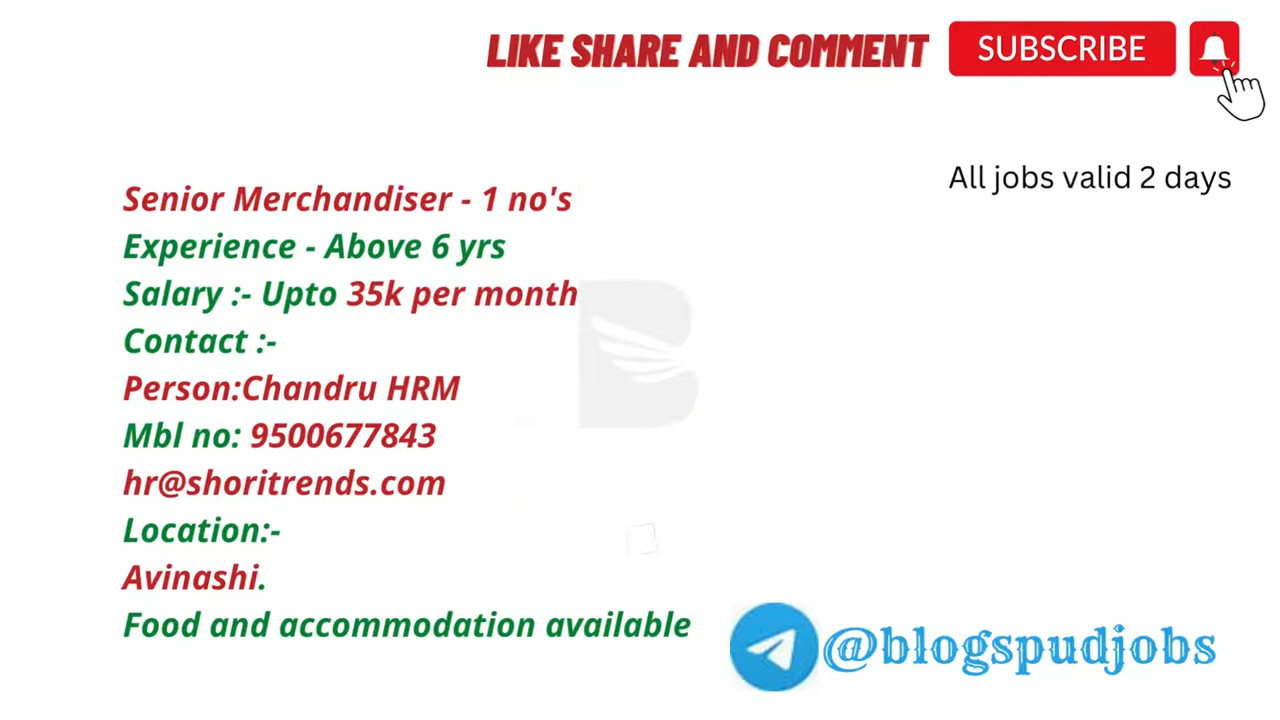 LIKE SHARE AND COMMENT
SUBSCRIBE
All jobs valid 2 days
Senior Merchandiser - 1 no's
Experience - Above 6 yrs
Salary :- Upto 35k per month
Contact :-
Person:Chandru HRM
Mbl no: 9500677843
hr@shoritrends.com
Location:-
Avinashi.
Food and accommodation available
@blogspudjobs